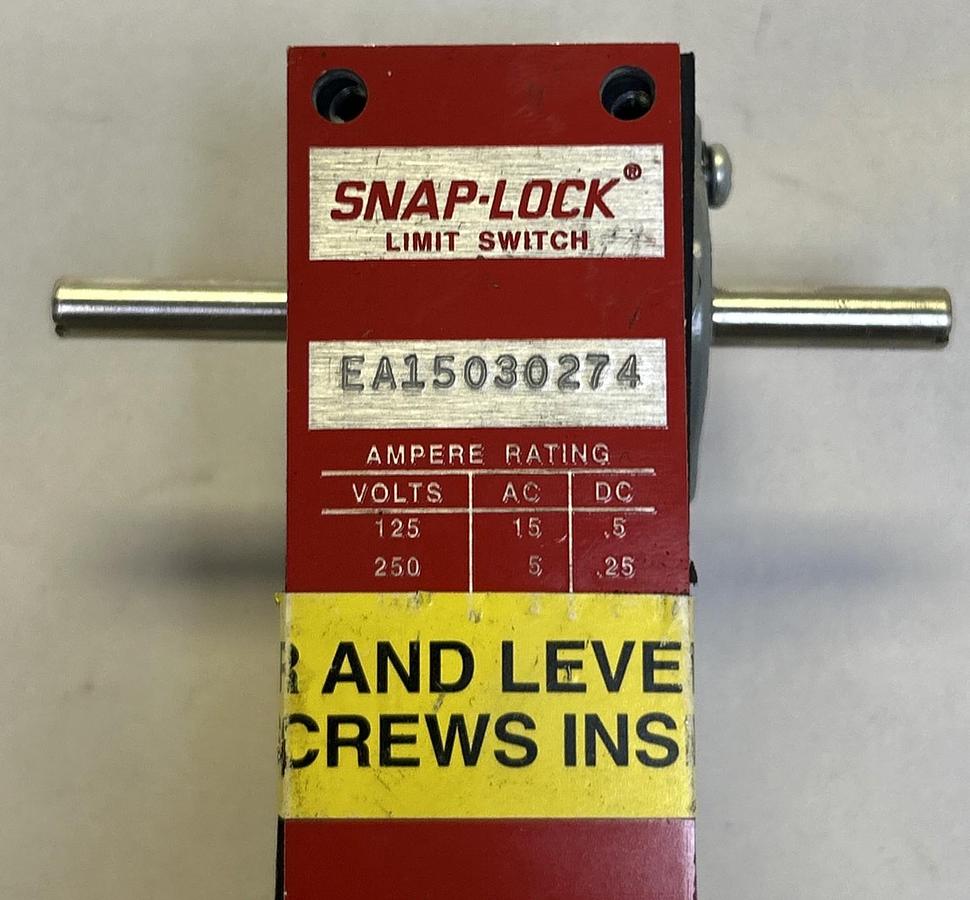 SNAP-LOCK®
LIMIT SWITCH
EA15030274
AMPERE RATING
VOLTS AC DC
125 15 .5
250 5 .25
R AND LEVE
CREWS INS